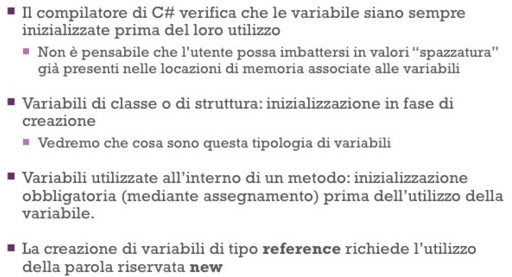 Il compilatore di C# verifica che le variabile siano sempre
inizializzate prima del loro utilizzo
Non è pensabile che l'utente possa imbattersi in valori "spazzatura"
già presenti nelle locazioni di memoria associate alle variabili
Variabili di classe o di struttura: inizializzazione in fase di
creazione
Vedremo che cosa sono questa tipologia di variabili
Variabili utilizzate all'interno di un metodo: inizializzazione
obbligatoria (mediante assegnamento) prima dell'utilizzo della
variabile.
La creazione di variabili di tipo reference richiede l'utilizzo
della parola riservata new